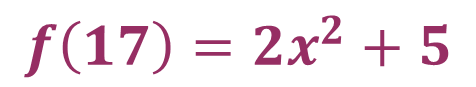 f(17) = 2x² + 5